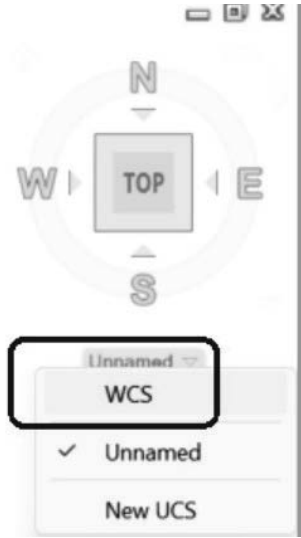 N
W TOP E
S
Unnamed
WCS
Unnamed
New UCS